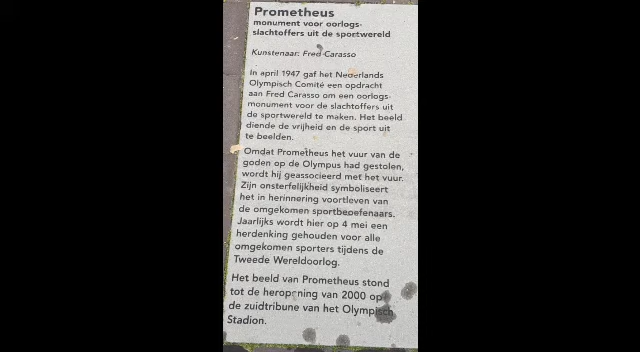 Prometheus
monument voor oorlogs-
slachtoffers uit de sportwereld
Kunstenaar: Fred Carasso
In april 1947 gaf het Nederlands
Olympisch Comité een opdracht
aan Fred Carasso om een oorlogs-
monument voor de slachtoffers uit
de sportwereld te maken. Het beeld
diende de vrijheid en de sport uit
te beelden.
Omdat Prometheus het vuur van de
goden op de Olympus had gestolen,
wordt hij geassocieerd met het vuur.
Zijn onsterfelijkheid symboliseert
het in herinnering voortleven van
de omgekomen sportbeoefenaars.
Jaarlijks wordt hier op 4 mei een
herdenking gehouden voor alle
omgekomen sporters tijdens de
Tweede Wereldoorlog.
Het beeld van Prometheus stond
tot de heropening van 2000 op
de zuidtribune van het Olympisch
Stadion.